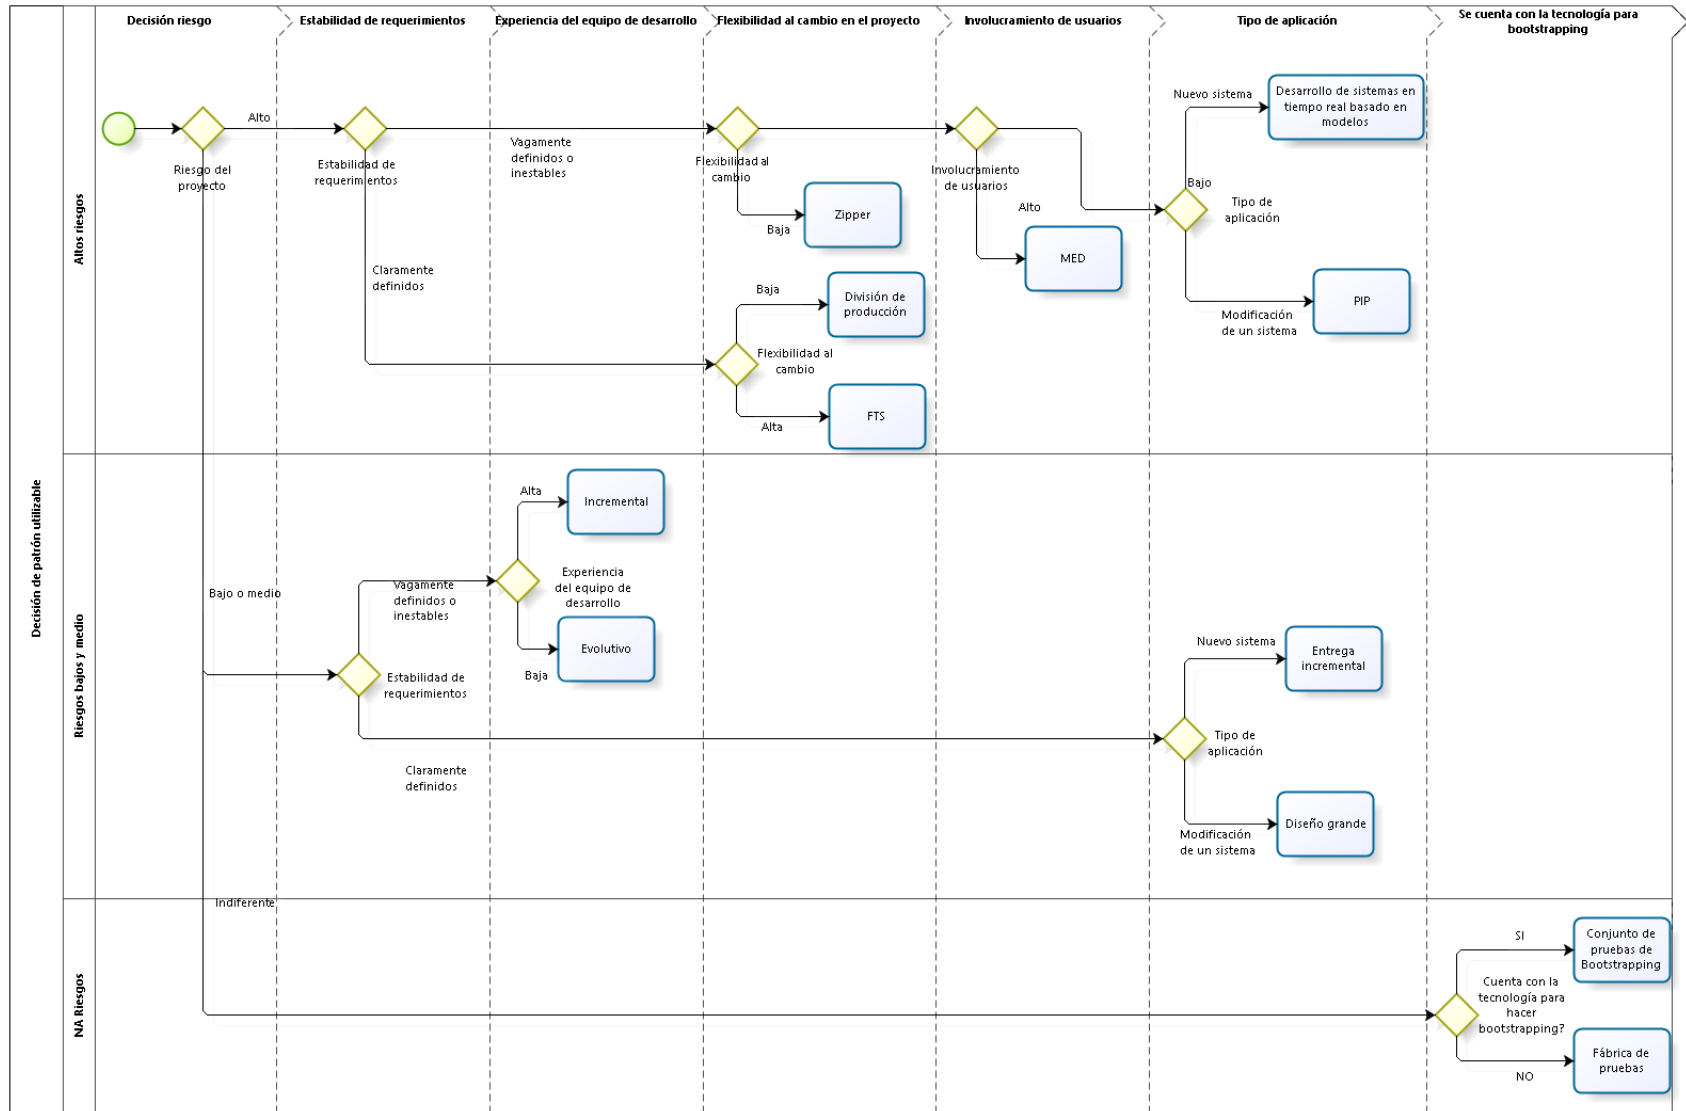 Decisión riesgo
Estabilidad de requerimientos
Experiencia del equipo de desarrollo
Flexibilidad al cambio en el proyecto
Involucramiento de usuarios
Tipo de aplicación
Se cuenta con la tecnología para
bootstrapping
Decisión de patrón utilizable
Altos riesgos
Riesgo del
proyecto
Alto
Estabilidad de
requerimientos
Vagamente
definidos o
inestables
Claramente
definidos
Flexibilidad al
cambio
Baja
Zipper
Involucramiento
de usuarios
Alto
MED
Bajo
Tipo de
aplicación
Nuevo sistema
Desarrollo de sistemas en
tiempo real basado en
modelos
Modificación
de un sistema
PIP
Baja
División de
producción
Flexibilidad al
cambio
Alta
FTS
Riesgos bajos y medio
Bajo o medio
Estabilidad de
requerimientos
Vagamente
definidos o
inestables
Alta
Incremental
Experiencia
del equipo de
desarrollo
Baja
Evolutivo
Claramente
definidos
Tipo de
aplicación
Nuevo sistema
Entrega
incremental
Modificación
de un sistema
Diseño grande
NA Riesgos
Indiferente
Cuenta con la
tecnología para
hacer
bootstrapping?
SI
Conjunto de
pruebas de
Bootstrapping
NO
Fábrica de
pruebas